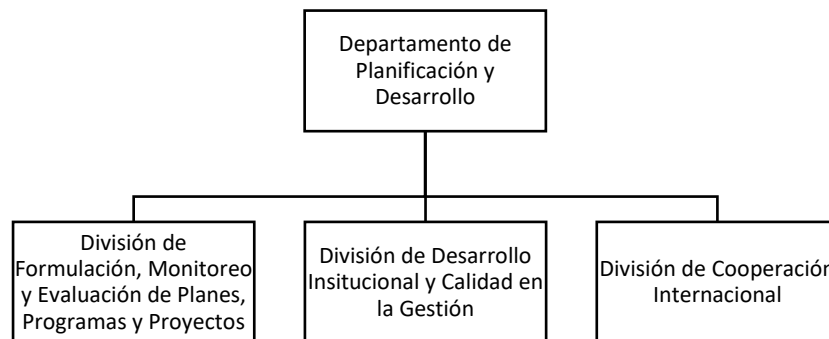 Departamento de
Planificación y
Desarrollo
División de
Formulación, Monitoreo
y Evaluación de Planes,
Programas y Proyectos
División de Desarrollo
Insitucional y Calidad en
la Gestión
División de Cooperación
Internacional